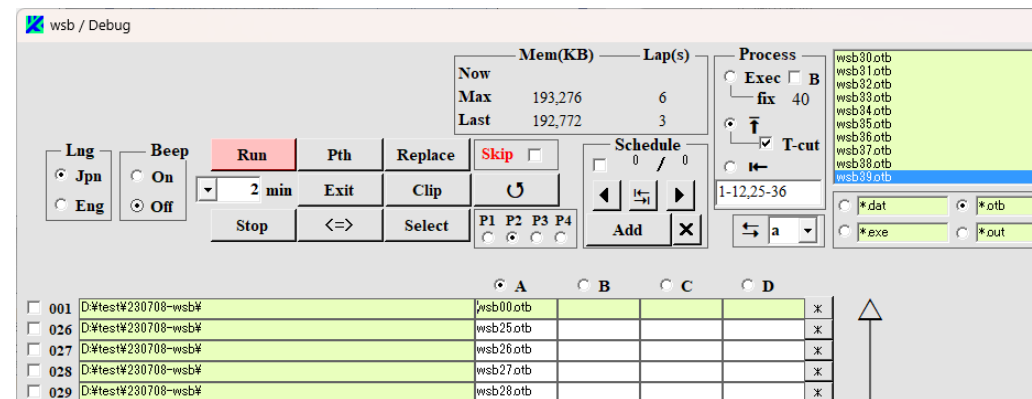 wsb / Debug
Mem(KB) Lap(s)
Now
Max 193,276 6
Last 192,772 3
Process
Exec B
fix 40
T-cut
1-12,25-36
a
wsb30.otb
wsb31.otb
wsb32.otb
wsb33.otb
wsb34.otb
wsb35.otb
wsb36.otb
wsb37.otb
wsb38.otb
wsb39.otb
*.dat *.otb
*.exe *.out
Lng
Jpn
Eng
Beep
On
Off
Run Pth Replace Skip
2 min Exit Clip
Stop <=> Select P1 P2 P3 P4
Schedule
0 / 0
Add X
A B C D
001 D:¥test¥230708-wsb¥ wsb00.otb *
026 D:¥test¥230708-wsb¥ wsb25.otb *
027 D:¥test¥230708-wsb¥ wsb26.otb *
028 D:¥test¥230708-wsb¥ wsb27.otb *
029 D:¥test¥230708-wsb¥ wsb28.otb *